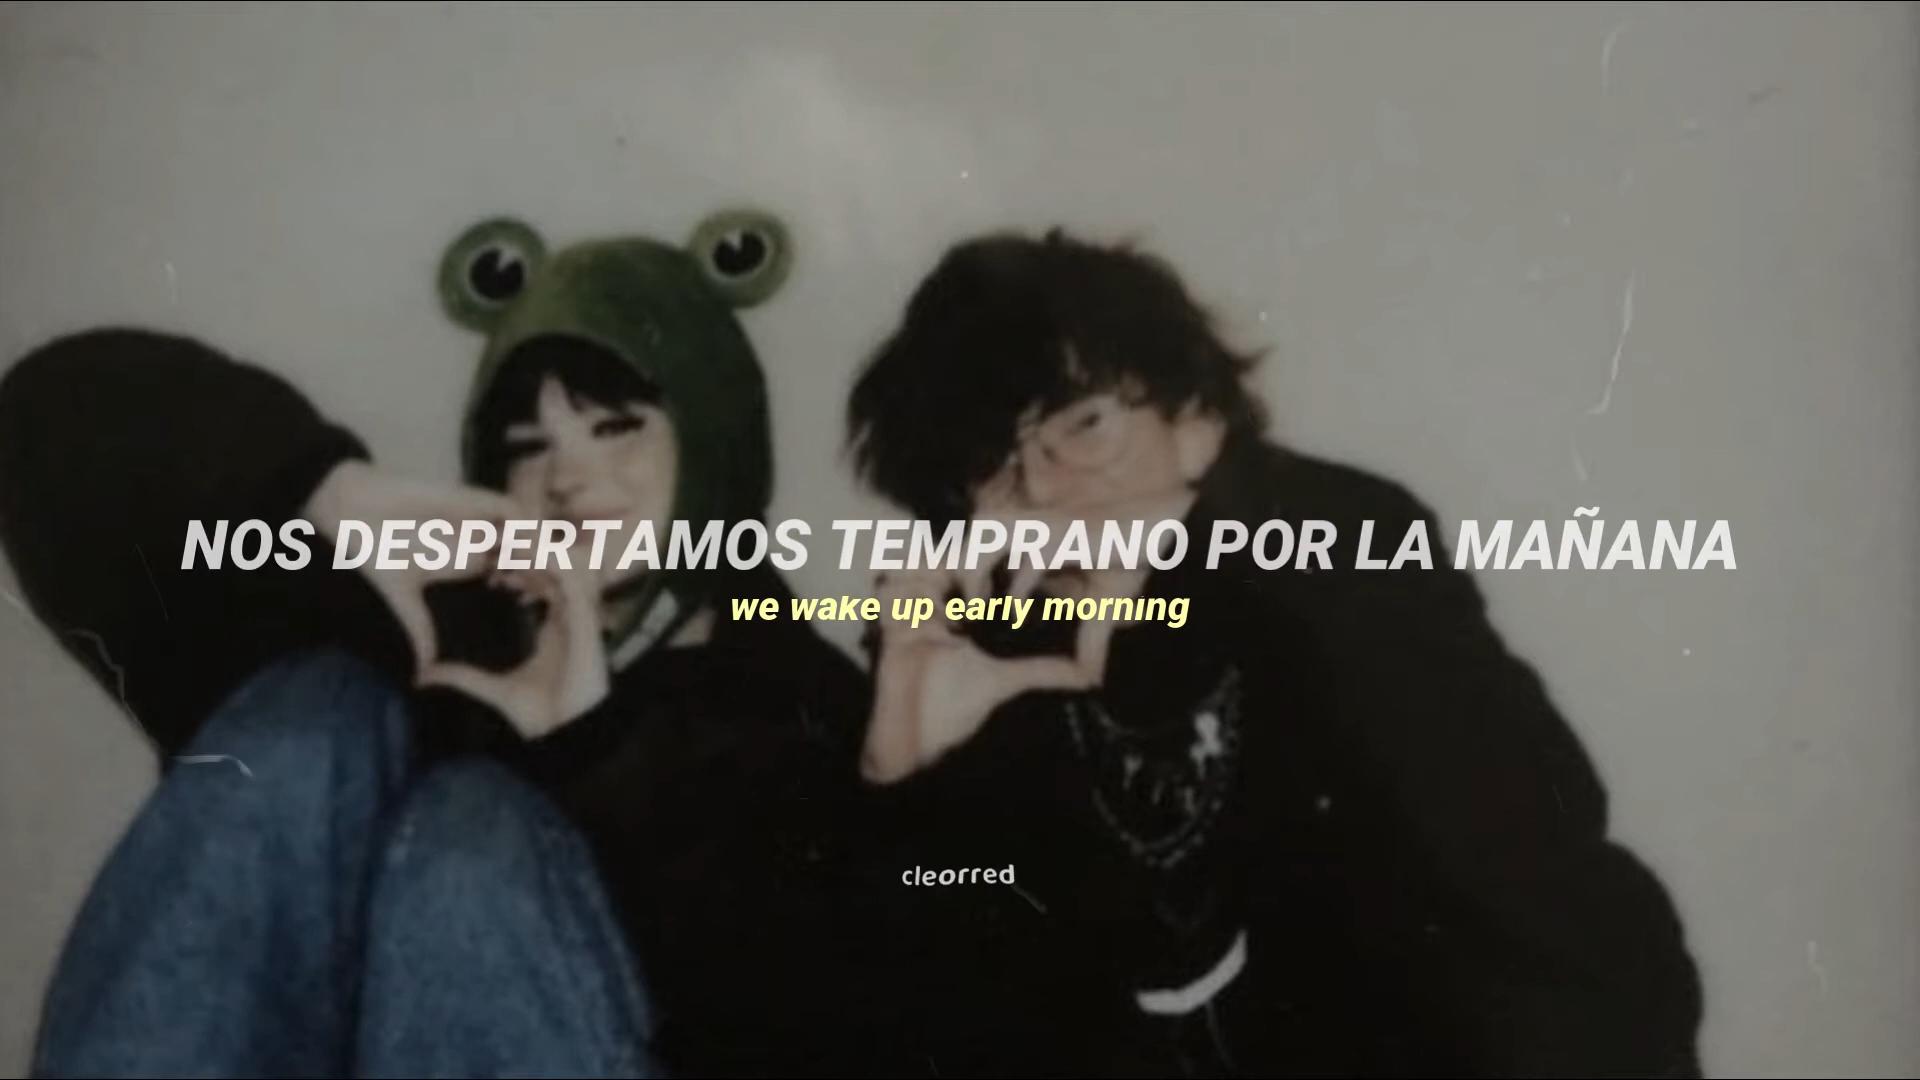 NOS DESPERTAMOS TEMPRANO POR LA MAÑANA
we wake up early morning
cleorred